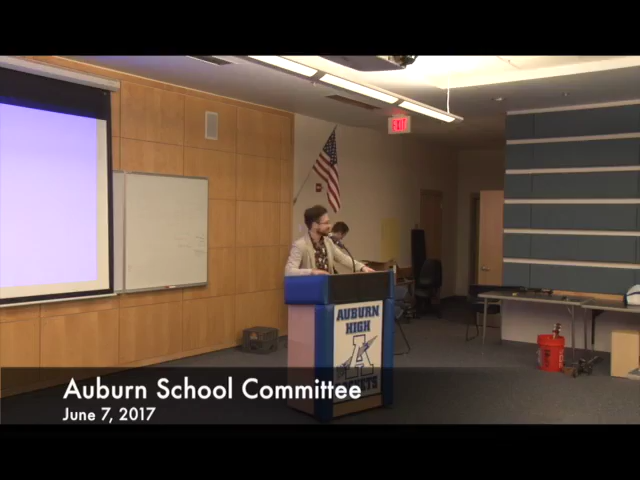 EXIT
AUBURN
HIGH
A
Auburn School Committee
June 7, 2017